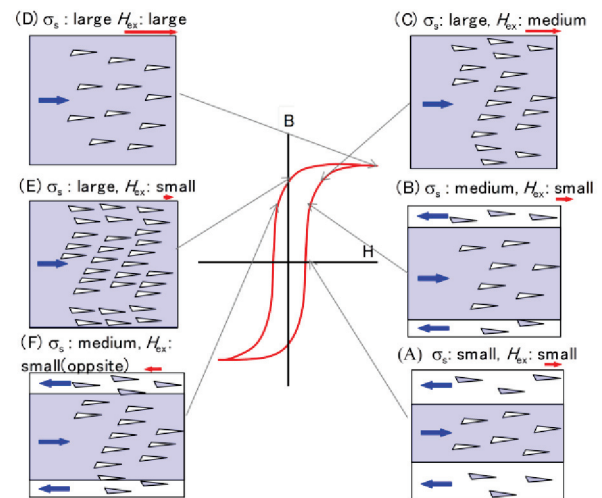 (D) σs : large Hex: large
(C) σs: large, Hex: medium
B
(E) σs : large, Hex: small
(B) σs : medium, Hex: small
H
(F) σs : medium, Hex:
small(oppsite)
(A) σs: small, Hex: small